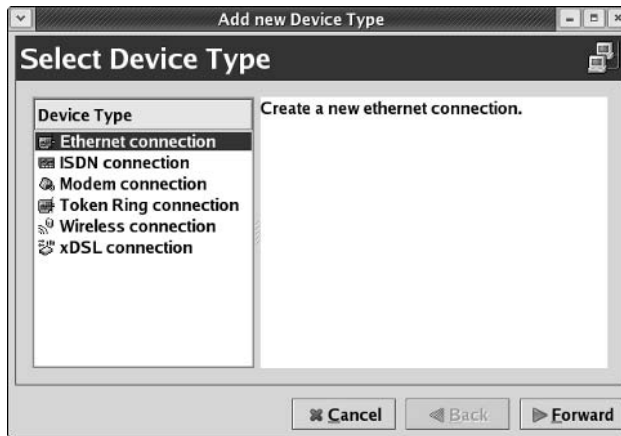 Add new Device Type
Select Device Type
Device Type
Ethernet connection
ISDN connection
Modem connection
Token Ring connection
Wireless connection
xDSL connection
Create a new ethernet connection.
Cancel
Back
Forward